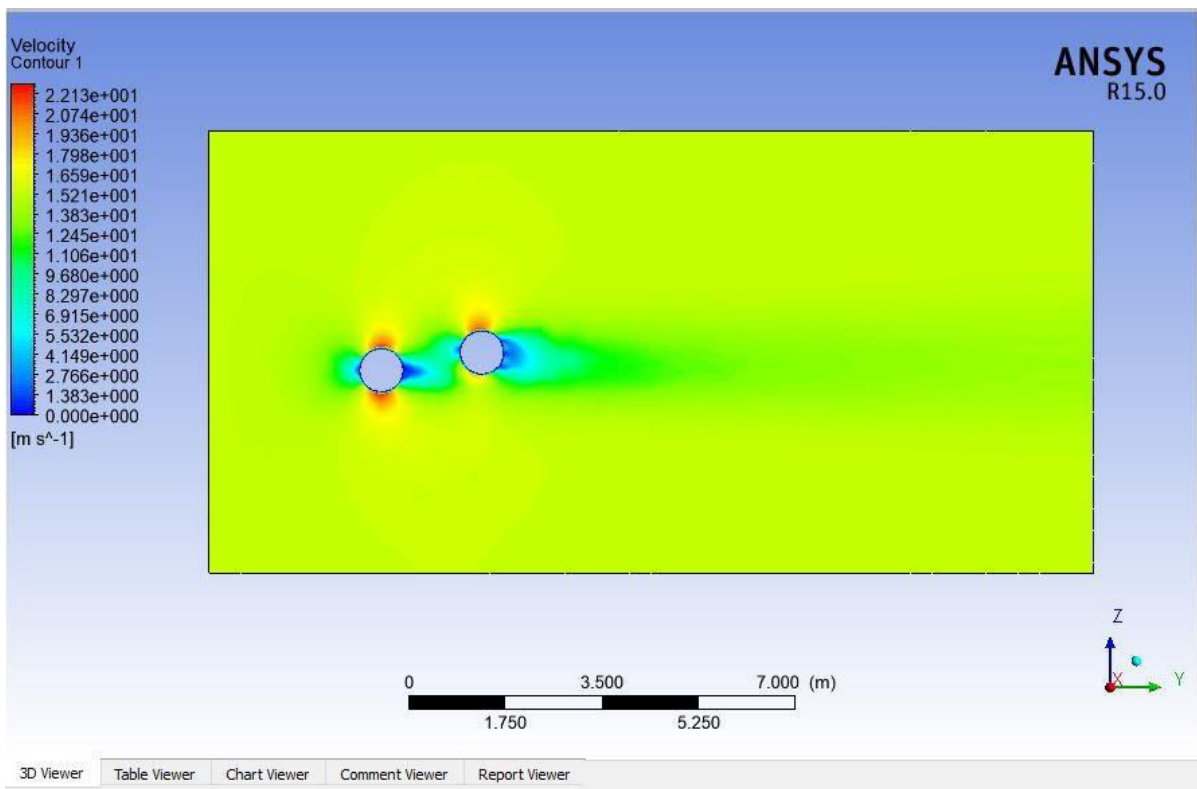 Velocity
Contour 1
2.213e+001
2.074e+001
1.936e+001
1.798e+001
1.659e+001
1.521e+001
1.383e+001
1.245e+001
1.106e+001
9.680e+000
8.297e+000
6.915e+000
5.532e+000
4.149e+000
2.766e+000
1.383e+000
0.000e+000
[m s^-1]
ANSYS
R15.0
Z
X
Y
0 3.500 7.000 (m)
1.750 5.250
3D Viewer Table Viewer Chart Viewer Comment Viewer Report Viewer